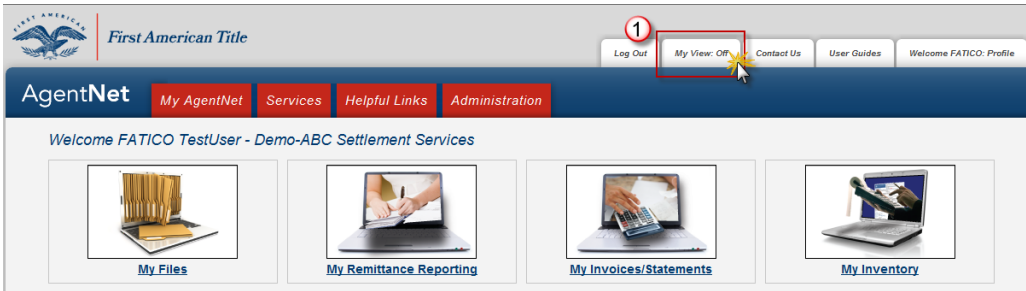 FIRST AMERICAN
First American Title
1
Log Out
My View: Off
Contact Us
User Guides
Welcome FATICO: Profile
AgentNet
My AgentNet
Services
Helpful Links
Administration
Welcome FATICO TestUser - Demo-ABC Settlement Services
My Files
My Remittance Reporting
My Invoices/Statements
My Inventory